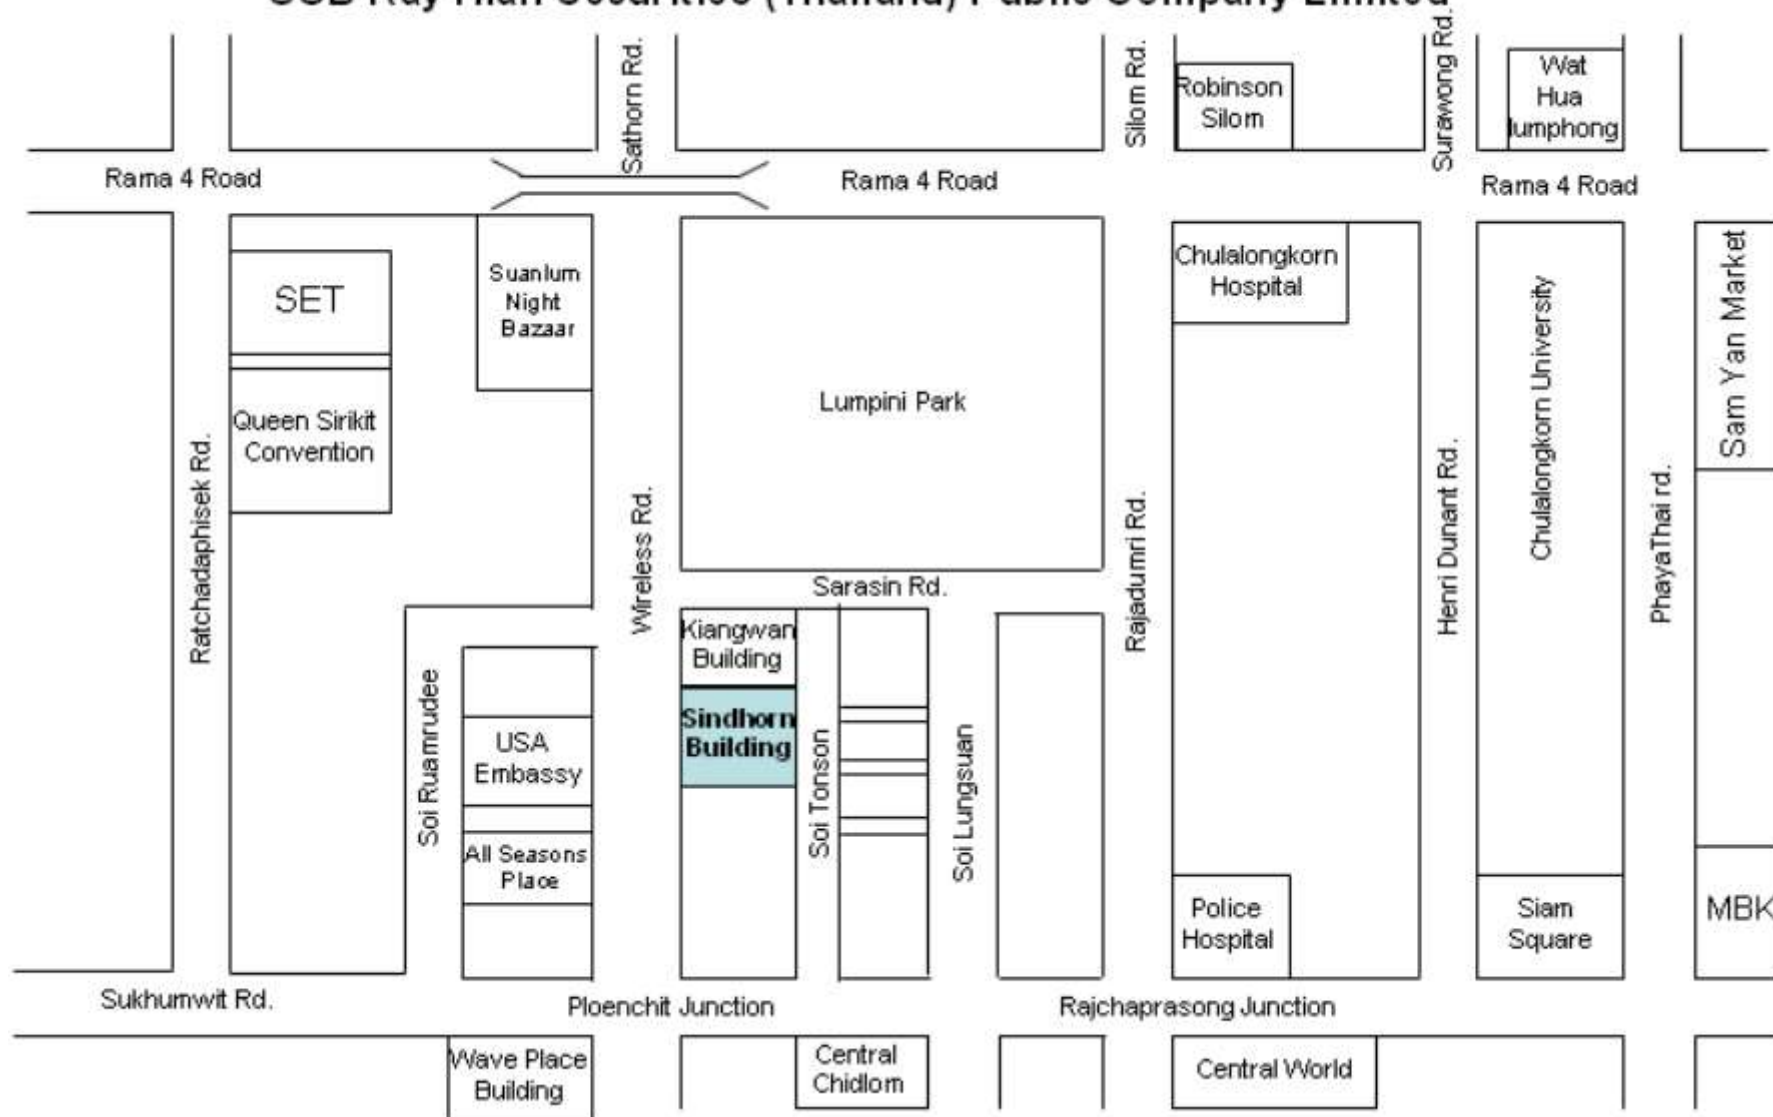 (Thailand) Public Company Limited
Sathorn Rd.
Silom Rd.
Robinson
Silom
Surawong Rd.
Wat
Hua
lumphong
Rama 4 Road
Rama 4 Road
Rama 4 Road
SET
Suanlum
Night
Bazaar
Chulalongkorn
Hospital
Chulalongkorn University
Sam Yan Market
Queen Sirikit
Convention
Lumpini Park
Ratchadaphisek Rd.
Wireless Rd.
Rajadumri Rd.
Henri Dunant Rd.
PhayaThai rd.
Sarasin Rd.
Kiangwan
Building
Sindhorn
Building
Soi Ruamrudee
USA
Embassy
Soi Tonson
Soi Lungsuan
All Seasons
Place
Police
Hospital
Siam
Square
MBK
Sukhumwit Rd.
Ploenchit Junction
Rajchaprasong Junction
Wave Place
Building
Central
Chidlom
Central World